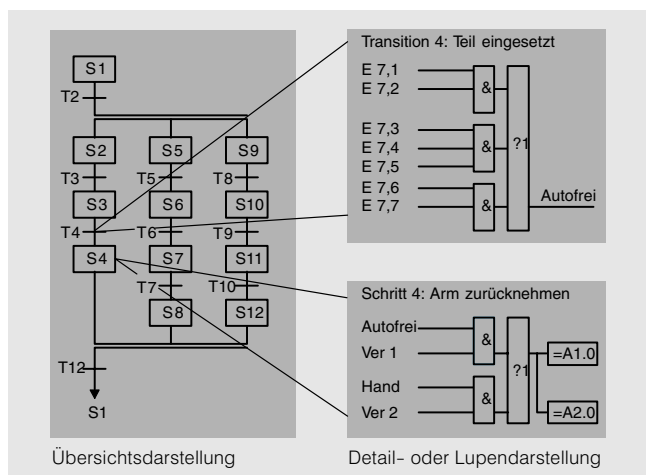 S1
T2
S2 S5 S9
T3 T5 T8
S3 S6 S10
T4 T6 T9
S4 S7 S11
T7 T10
S8 S12
T12
S1
Übersichtsdarstellung
Transition 4: Teil eingesetzt
E 7,1
E 7,2
&
E 7,3
E 7,4
E 7,5
&
?1
E 7,6
E 7,7
&
Autofrei
Schritt 4: Arm zurücknehmen
Autofrei
Ver 1
&
?1
=A1.0
Hand
Ver 2
&
=A2.0
Detail- oder Lupendarstellung